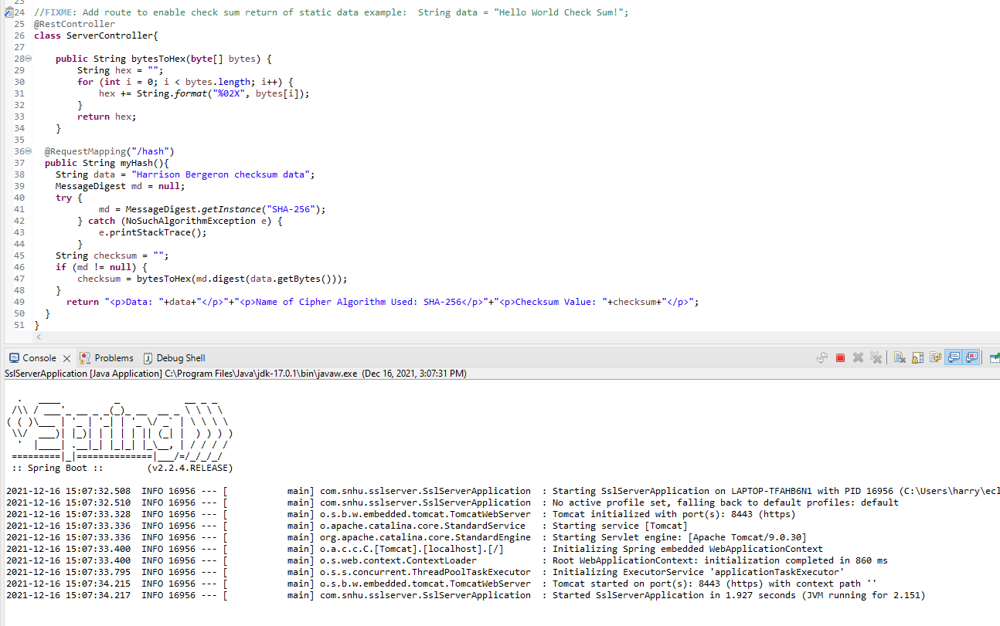 23
24 //FIXME: Add route to enable check sum return of static data example:  String data = "Hello World Check Sum!";
25 @RestController
26 class ServerController{
27
28     public String bytesToHex(byte[] bytes) {
29         String hex = "";
30         for (int i = 0; i < bytes.length; i++) {
31             hex += String.format("%02X", bytes[i]);
32         }
33         return hex;
34     }
35
36   @RequestMapping("/hash")
37   public String myHash(){
38     String data = "Harrison Bergeron checksum data";
39     MessageDigest md = null;
40     try {
41             md = MessageDigest.getInstance("SHA-256");
42         } catch (NoSuchAlgorithmException e) {
43             e.printStackTrace();
44         }
45     String checksum = "";
46     if (md != null) {
47         checksum = bytesToHex(md.digest(data.getBytes()));
48     }
49       return "<p>Data: "+data+"</p>"+"<p>Name of Cipher Algorithm Used: SHA-256</p>"+"<p>Checksum Value: "+checksum+"</p>";
50   }
51 }
Console Problems Debug Shell
SslServerApplication [Java Application] C:\Program Files\Java\jdk-17.0.1\bin\javaw.exe  (Dec 16, 2021, 3:07:31 PM)
  .   ____          _            __ _ _
 /\\ / ___'_ __ _ _(_)_ __  __ _ \ \ \ \
( ( )\___ | '_ | '_| | '_ \/ _` | \ \ \ \
 \\/  ___)| |_)| | | | | || (_| |  ) ) ) )
  '  |____| .__|_| |_|_| |_\__, | / / / /
 =========|_|==============|___/=/_/_/_/
 :: Spring Boot ::        (v2.2.4.RELEASE)
2021-12-16 15:07:32.508  INFO 16956 --- [           main] com.snhu.sslserver.SslServerApplication  : Starting SslServerApplication on LAPTOP-TFAHB6N1 with PID 16956 (C:\Users\harry\ecl
2021-12-16 15:07:32.510  INFO 16956 --- [           main] com.snhu.sslserver.SslServerApplication  : No active profile set, falling back to default profiles: default
2021-12-16 15:07:33.328  INFO 16956 --- [           main] o.s.b.w.embedded.tomcat.TomcatWebServer  : Tomcat initialized with port(s): 8443 (https)
2021-12-16 15:07:33.336  INFO 16956 --- [           main] o.apache.catalina.core.StandardService   : Starting service [Tomcat]
2021-12-16 15:07:33.336  INFO 16956 --- [           main] org.apache.catalina.core.StandardEngine  : Starting Servlet engine: [Apache Tomcat/9.0.30]
2021-12-16 15:07:33.400  INFO 16956 --- [           main] o.a.c.c.C.[Tomcat].[localhost].[/]       : Initializing Spring embedded WebApplicationContext
2021-12-16 15:07:33.400  INFO 16956 --- [           main] o.s.web.context.ContextLoader            : Root WebApplicationContext: initialization completed in 860 ms
2021-12-16 15:07:33.795  INFO 16956 --- [           main] o.s.s.concurrent.ThreadPoolTaskExecutor  : Initializing ExecutorService 'applicationTaskExecutor'
2021-12-16 15:07:34.215  INFO 16956 --- [           main] o.s.b.w.embedded.tomcat.TomcatWebServer  : Tomcat started on port(s): 8443 (https) with context path ''
2021-12-16 15:07:34.217  INFO 16956 --- [           main] com.snhu.sslserver.SslServerApplication  : Started SslServerApplication in 1.927 seconds (JVM running for 2.151)